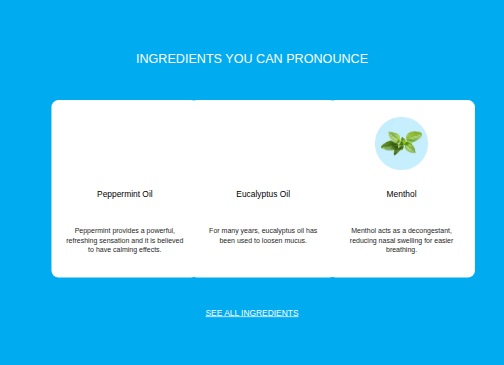 INGREDIENTS YOU CAN PRONOUNCE
Peppermint Oil
Peppermint provides a powerful,
refreshing sensation and it is believed
to have calming effects.
Eucalyptus Oil
For many years, eucalyptus oil has
been used to loosen mucus.
Menthol
Menthol acts as a decongestant,
reducing nasal swelling for easier
breathing.
SEE ALL INGREDIENTS